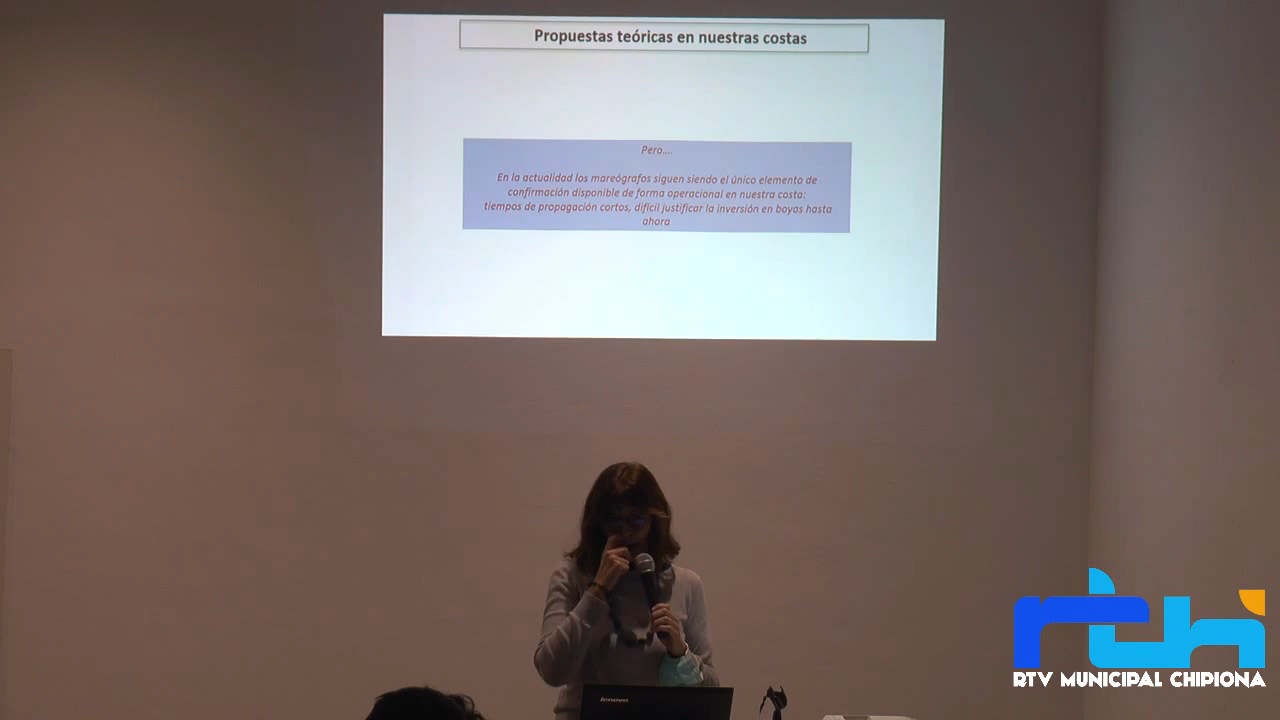 Propuestas teóricas en nuestras costas
Pero....
En la actualidad los mareógrafos siguen siendo el único elemento de
confirmación disponible de forma operacional en nuestra costa:
tiempos de propagación cortos, difícil justificar la inversión en boyas hasta
ahora
lenovo
rthi
RTV MUNICIPAL CHIPIONA